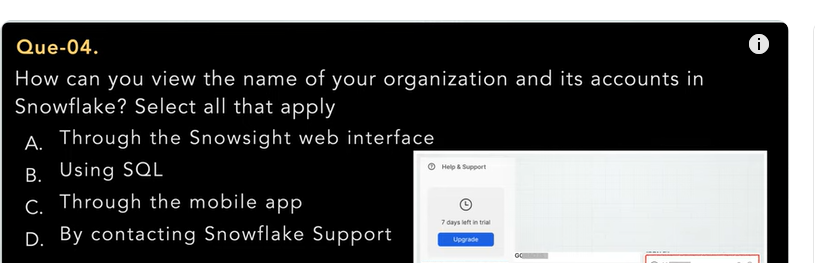 Que-04.
How can you view the name of your organization and its accounts in
Snowflake? Select all that apply
A. Through the Snowsight web interface
B. Using SQL
C. Through the mobile app
D. By contacting Snowflake Support
Help & Support
7 days left in trial
Upgrade